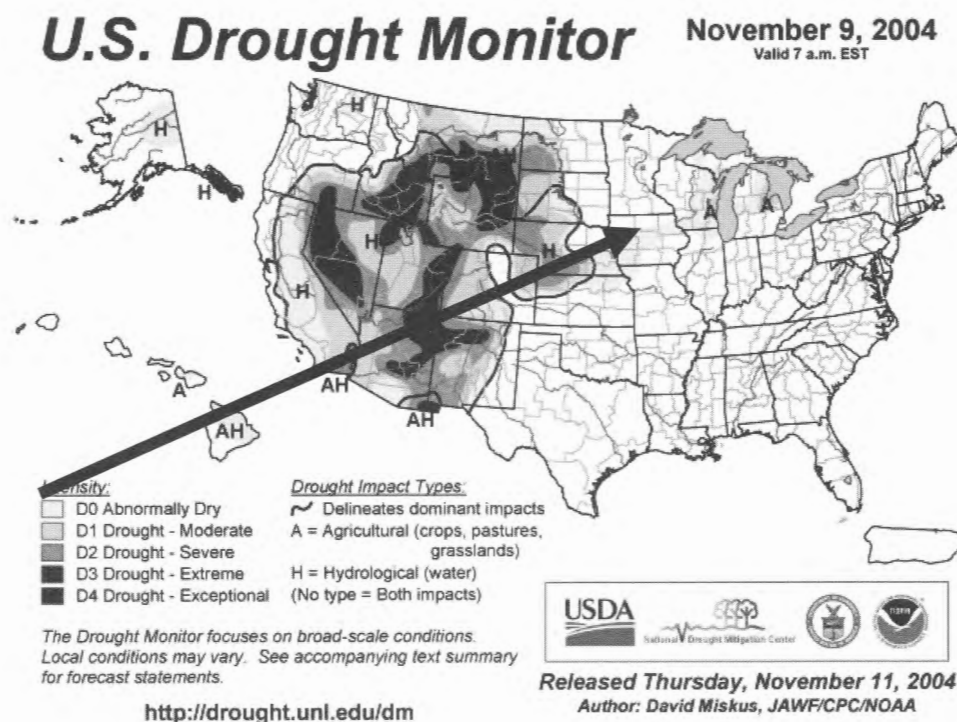 U.S. Drought Monitor
November 9, 2004
Valid 7 a.m. EST
H
H
H
AH
H
A
A
H
H
H
AH
A
AH
AH
D0 Abnormally Dry
D1 Drought - Moderate
D2 Drought - Severe
D3 Drought - Extreme
D4 Drought - Exceptional
Drought Impact Types:
Delineates dominant impacts
A = Agricultural (crops, pastures,
grasslands)
H = Hydrological (water)
(No type = Both impacts)
The Drought Monitor focuses on broad-scale conditions.
Local conditions may vary. See accompanying text summary
for forecast statements.
http://drought.unl.edu/dm
USDA
National Drought Mitigation Center
Released Thursday, November 11, 2004
Author: David Miskus, JAWF/CPC/NOAA